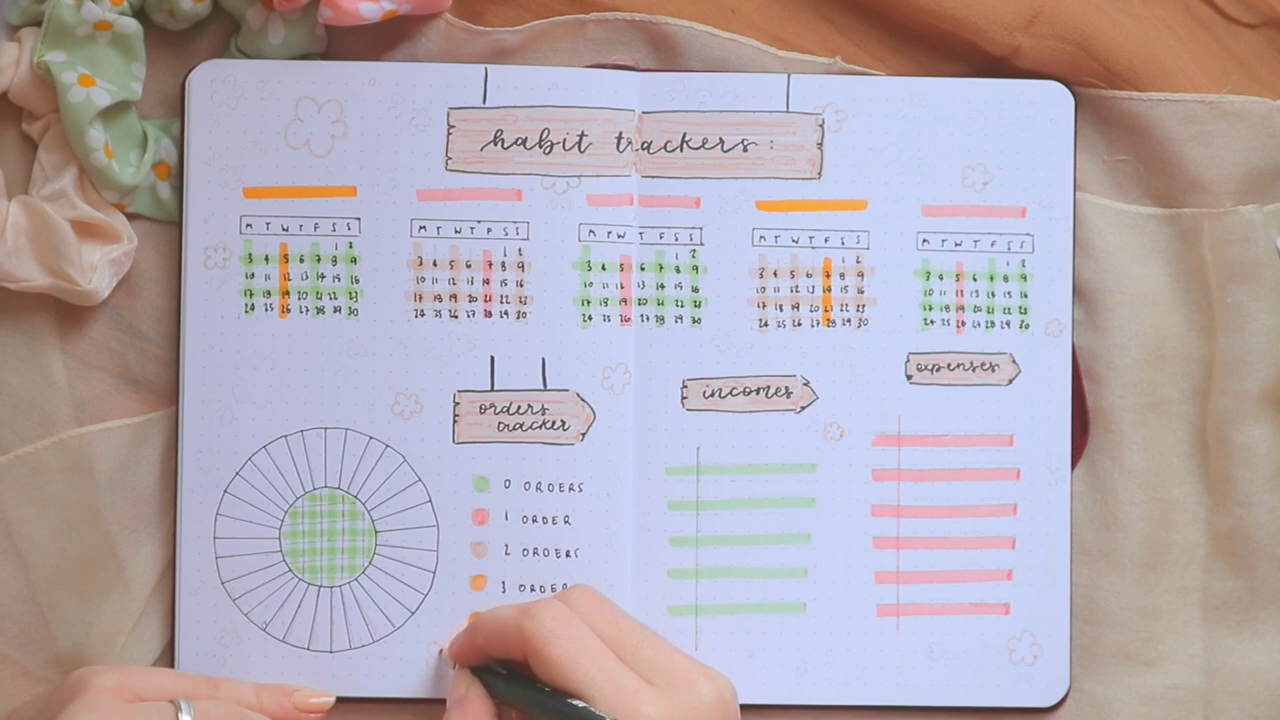 habit trackers:
M T W T F S S
1 2
3 4 5 6 7 8 9
10 11 12 13 14 15 16
17 18 19 20 21 22 23
24 25 26 27 28 29 30
M T W T F S S
1 2
3 4 5 6 7 8 9
10 11 12 13 14 15 16
17 18 19 20 21 22 23
24 25 26 27 28 29 30
M T W T F S S
1 2
3 4 5 6 7 8 9
10 11 12 13 14 15 16
17 18 19 20 21 22 23
24 25 26 27 28 29 30
M T W T F S S
1 2
3 4 5 6 7 8 9
10 11 12 13 14 15 16
17 18 19 20 21 22 23
24 25 26 27 28 29 30
M T W T F S S
1 2
3 4 5 6 7 8 9
10 11 12 13 14 15 16
17 18 19 20 21 22 23
24 25 26 27 28 29 30
orders
tracker
incomes
expenses
0 ORDERS
1 ORDER
2 ORDERS
3 ORDE